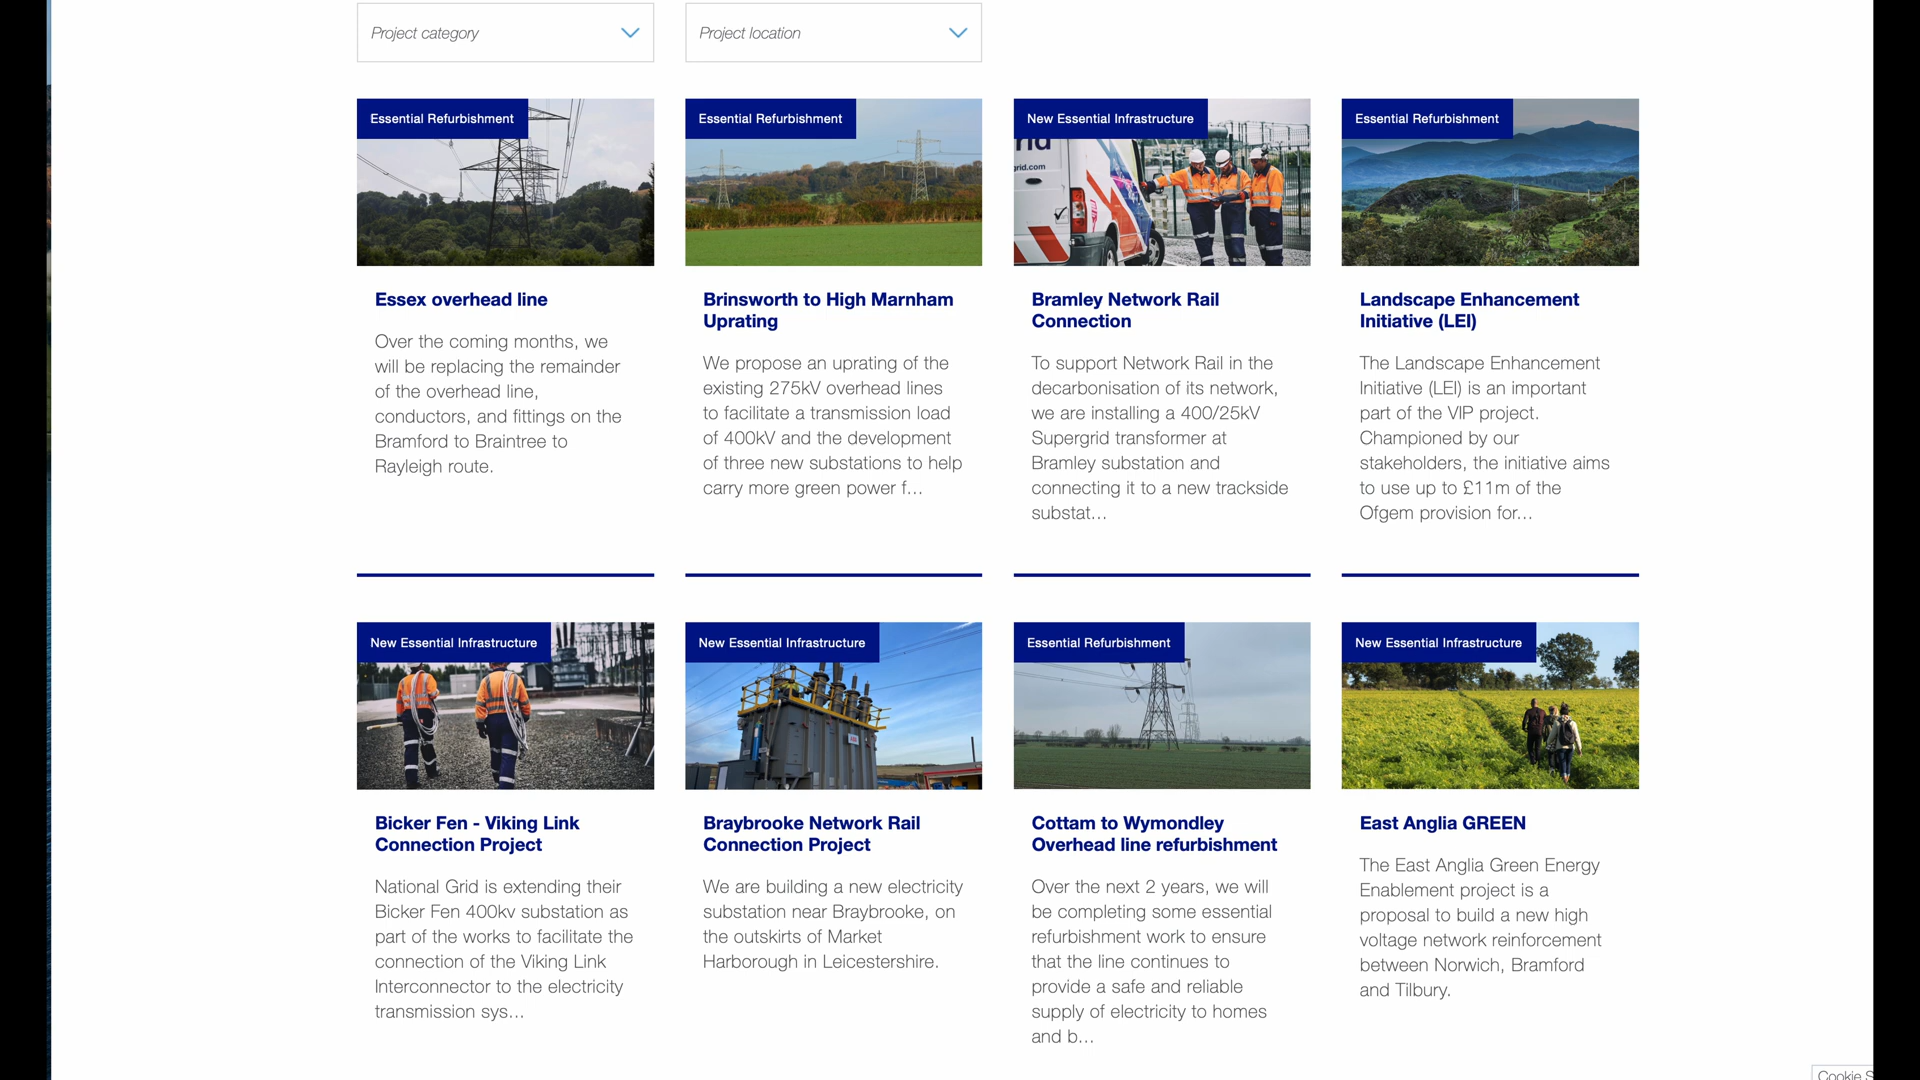 Project category
Project location
Essential Refurbishment
Essex overhead line
Over the coming months, we
will be replacing the remainder
of the overhead line,
conductors, and fittings on the
Bramford to Braintree to
Rayleigh route.
Essential Refurbishment
Brinsworth to High Marnham
Uprating
We propose an uprating of the
existing 275kV overhead lines
to facilitate a transmission load
of 400kV and the development
of three new substations to help
carry more green power f...
New Essential Infrastructure
grid.com
Bramley Network Rail
Connection
To support Network Rail in the
decarbonisation of its network,
we are installing a 400/25kV
Supergrid transformer at
Bramley substation and
connecting it to a new trackside
substat...
Essential Refurbishment
Landscape Enhancement
Initiative (LEI)
The Landscape Enhancement
Initiative (LEI) is an important
part of the VIP project.
Championed by our
stakeholders, the initiative aims
to use up to £11m of the
Ofgem provision for...
New Essential Infrastructure
Bicker Fen - Viking Link
Connection Project
National Grid is extending their
Bicker Fen 400kv substation as
part of the works to facilitate the
connection of the Viking Link
Interconnector to the electricity
transmission sys...
New Essential Infrastructure
Braybrooke Network Rail
Connection Project
We are building a new electricity
substation near Braybrooke, on
the outskirts of Market
Harborough in Leicestershire.
Essential Refurbishment
Cottam to Wymondley
Overhead line refurbishment
Over the next 2 years, we will
be completing some essential
refurbishment work to ensure
that the line continues to
provide a safe and reliable
supply of electricity to homes
and b...
New Essential Infrastructure
East Anglia GREEN
The East Anglia Green Energy
Enablement project is a
proposal to build a new high
voltage network reinforcement
between Norwich, Bramford
and Tilbury.
Cookie S